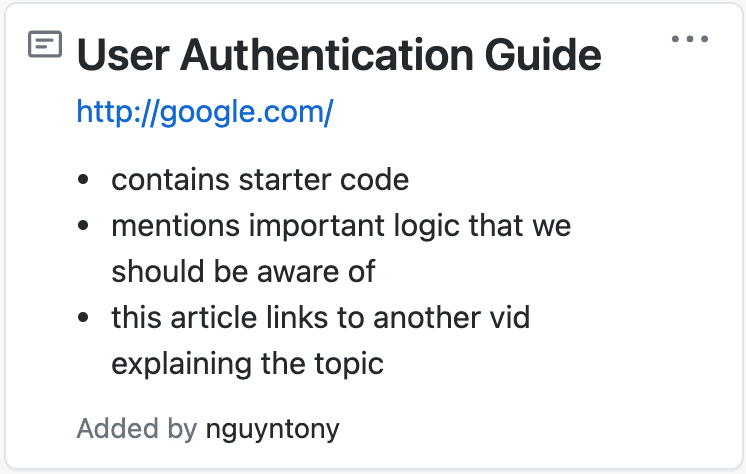 User Authentication Guide
http://google.com/
• contains starter code
• mentions important logic that we
should be aware of
• this article links to another vid
explaining the topic
Added by nguyntony